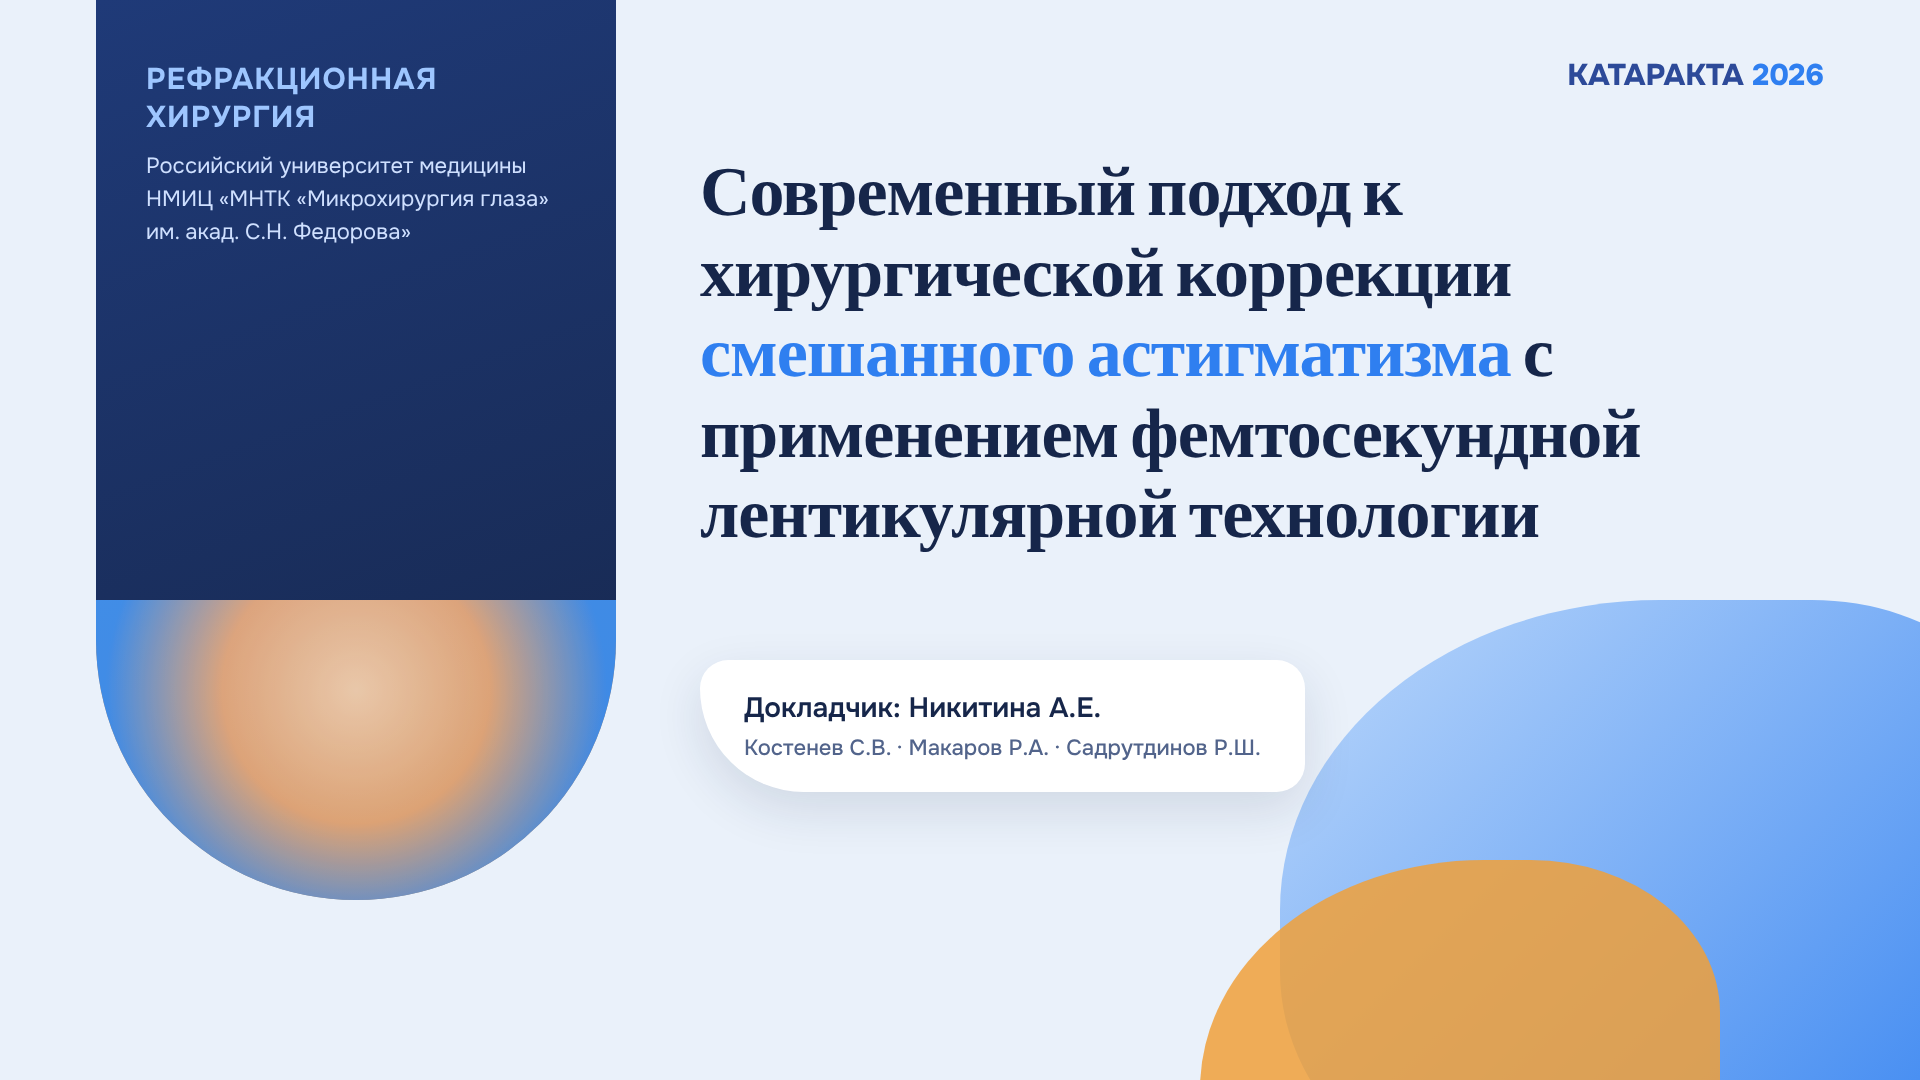 РЕФРАКЦИОННАЯ
ХИРУРГИЯ
Российский университет медицины
НМИЦ «МНТК «Микрохирургия глаза»
им. акад. С.Н. Федорова»
КАТАРАКТА 2026
Современный подход к
хирургической коррекции
смешанного астигматизма с
применением фемтосекундной
лентикулярной технологии
Докладчик: Никитина А.Е.
Костенев С.В. · Макаров Р.А. · Садрутдинов Р.Ш.